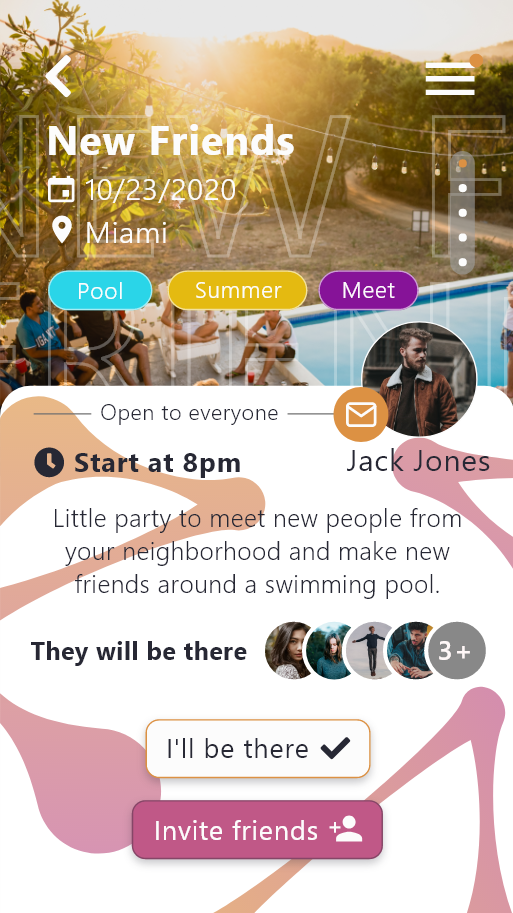 New Friends
10/23/2020
Miami
Pool Summer Meet
NEW F
FRIEN
Open to everyone
Start at 8pm
Jack Jones
Little party to meet new people from
your neighborhood and make new
friends around a swimming pool.
They will be there 3+
I'll be there
Invite friends